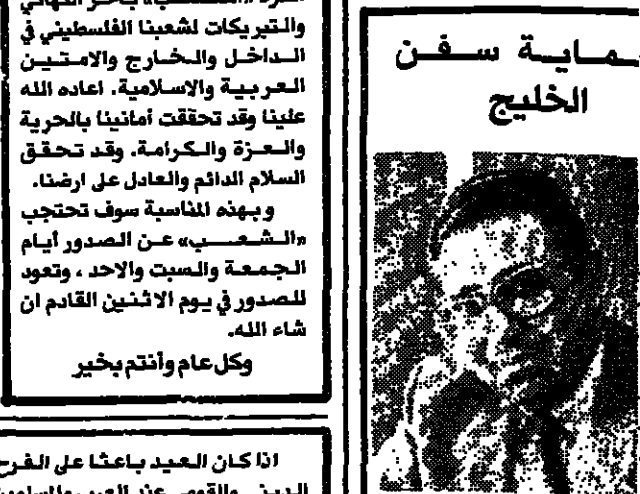 حماية سفن
الخليج
والتبريكات لشعبنا الفلسطيني في
الداخل والخارج والامتين
العربية والاسلامية. اعاده الله
علينا وقد تحققت أمانينا بالحرية
والعزة والكرامة. وقد تحقق
السلام الدائم والعادل على ارضنا.
وبهذه المناسبة سوف تحتجب
«الشعب» عن الصدور أيام
الجمعة والسبت والاحد ، وتعود
للصدور في يوم الاثنين القادم ان
شاء الله.
وكل عام وأنتم بخير
اذا كان العيد باعثا على الفرح